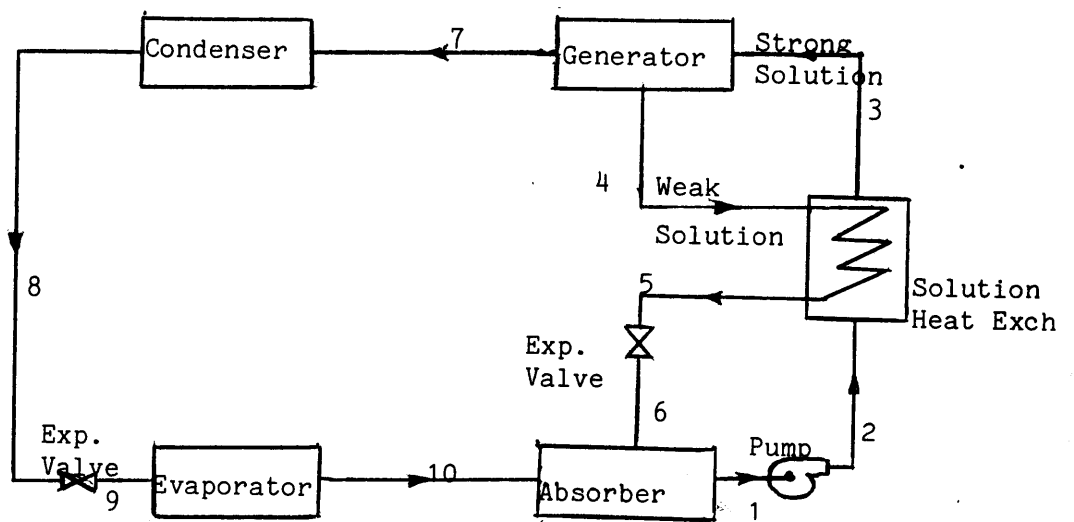 Condenser
7
Generator
Strong
Solution
3
4
Weak
Solution
8
5
Solution
Heat Exch
Exp.
Valve
6
2
Exp.
Valve
9
Evaporator
10
Absorber
Pump
1